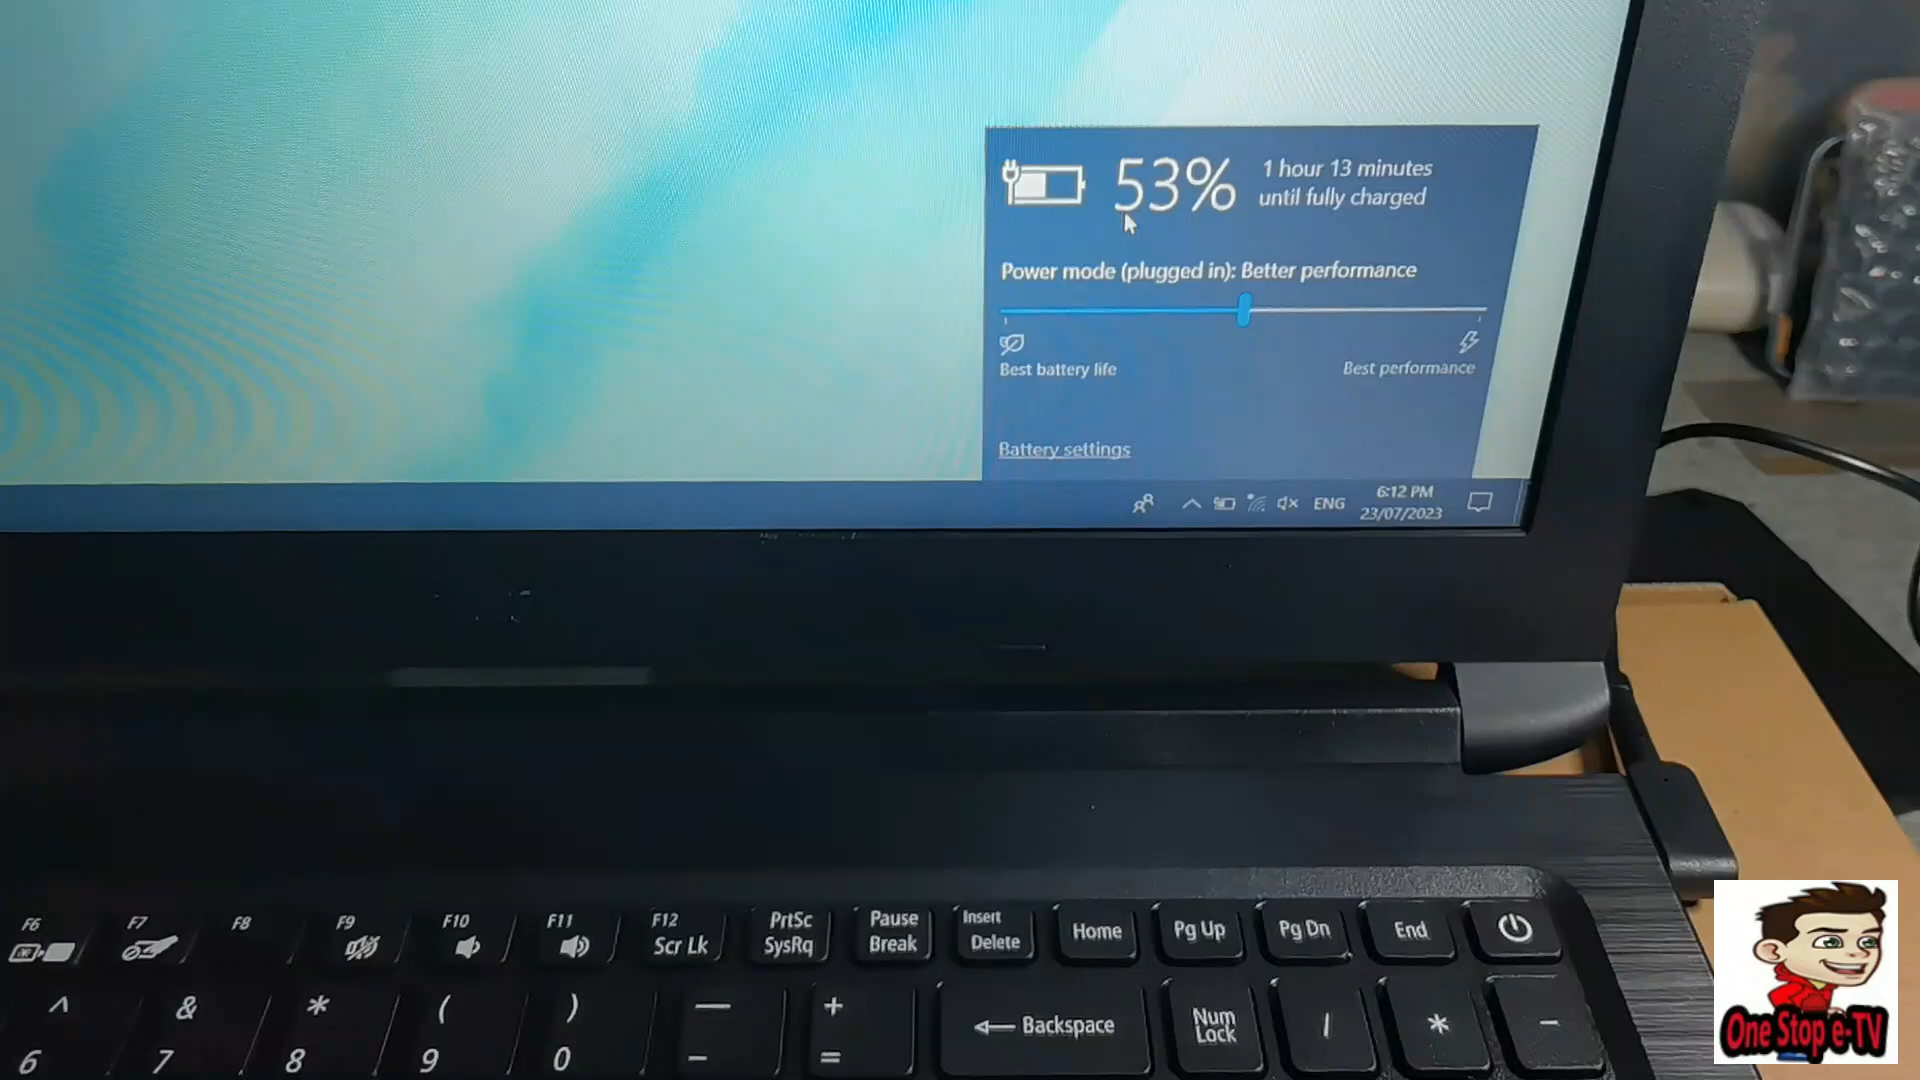 53%
1 hour 13 minutes
until fully charged
Power mode (plugged in): Better performance
Best battery life
Best performance
Battery settings
ENG
6:12 PM
23/07/2023
F6
F7
F8
F9
F10
F11
F12
Scr Lk
PrtSc
SysRq
Pause
Break
Insert
Delete
Home
Pg Up
Pg Dn
End
^
6
&
7
*
8
(
9
)
0
—
-
+
=
← Backspace
Num
Lock
/
*
-
One Stop e-TV